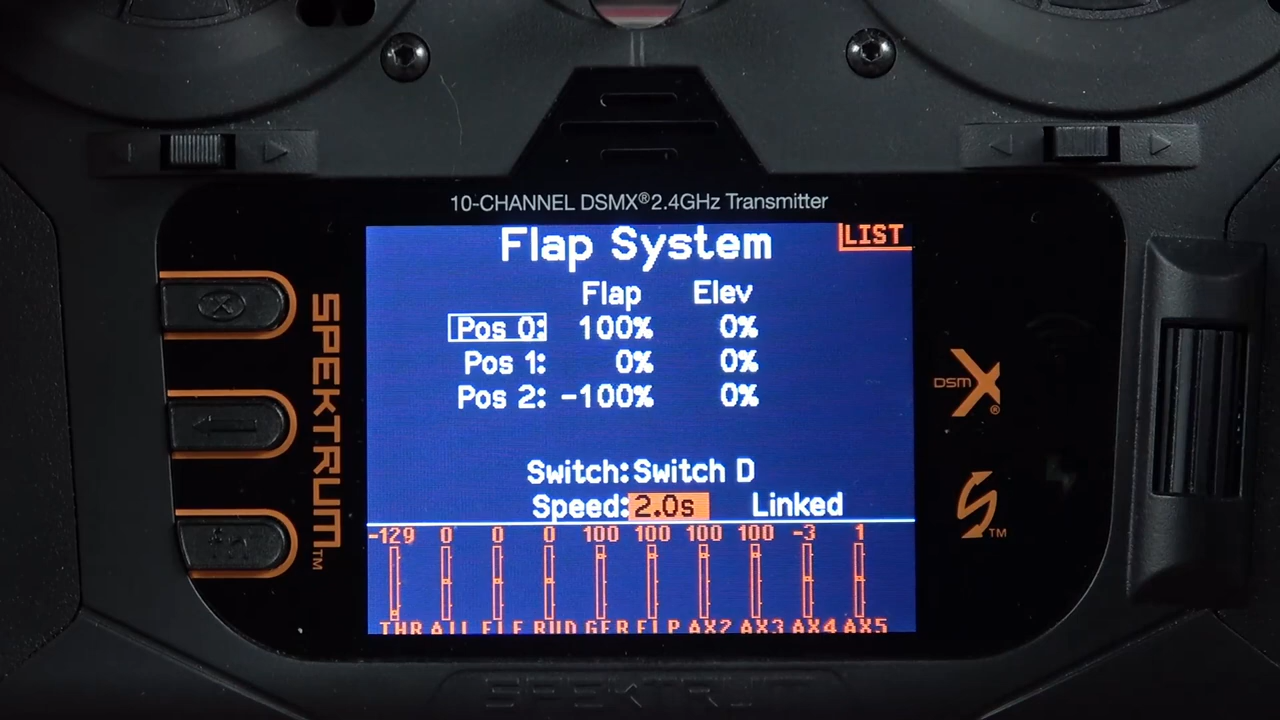 10-CHANNEL DSMX® 2.4GHz Transmitter
Flap System
LIST
Flap Elev
Pos 0: 100% 0%
Pos 1: 0% 0%
Pos 2: -100% 0%
Switch: Switch D
Speed: 2.0s Linked
-129 0 0 0 100 100 100 100 -3 1
THR AIL ELE RUD GER FLP AX2 AX3 AX4 AX5
SPEKTRUM™
DSM X®
S™
SPEKTRUM